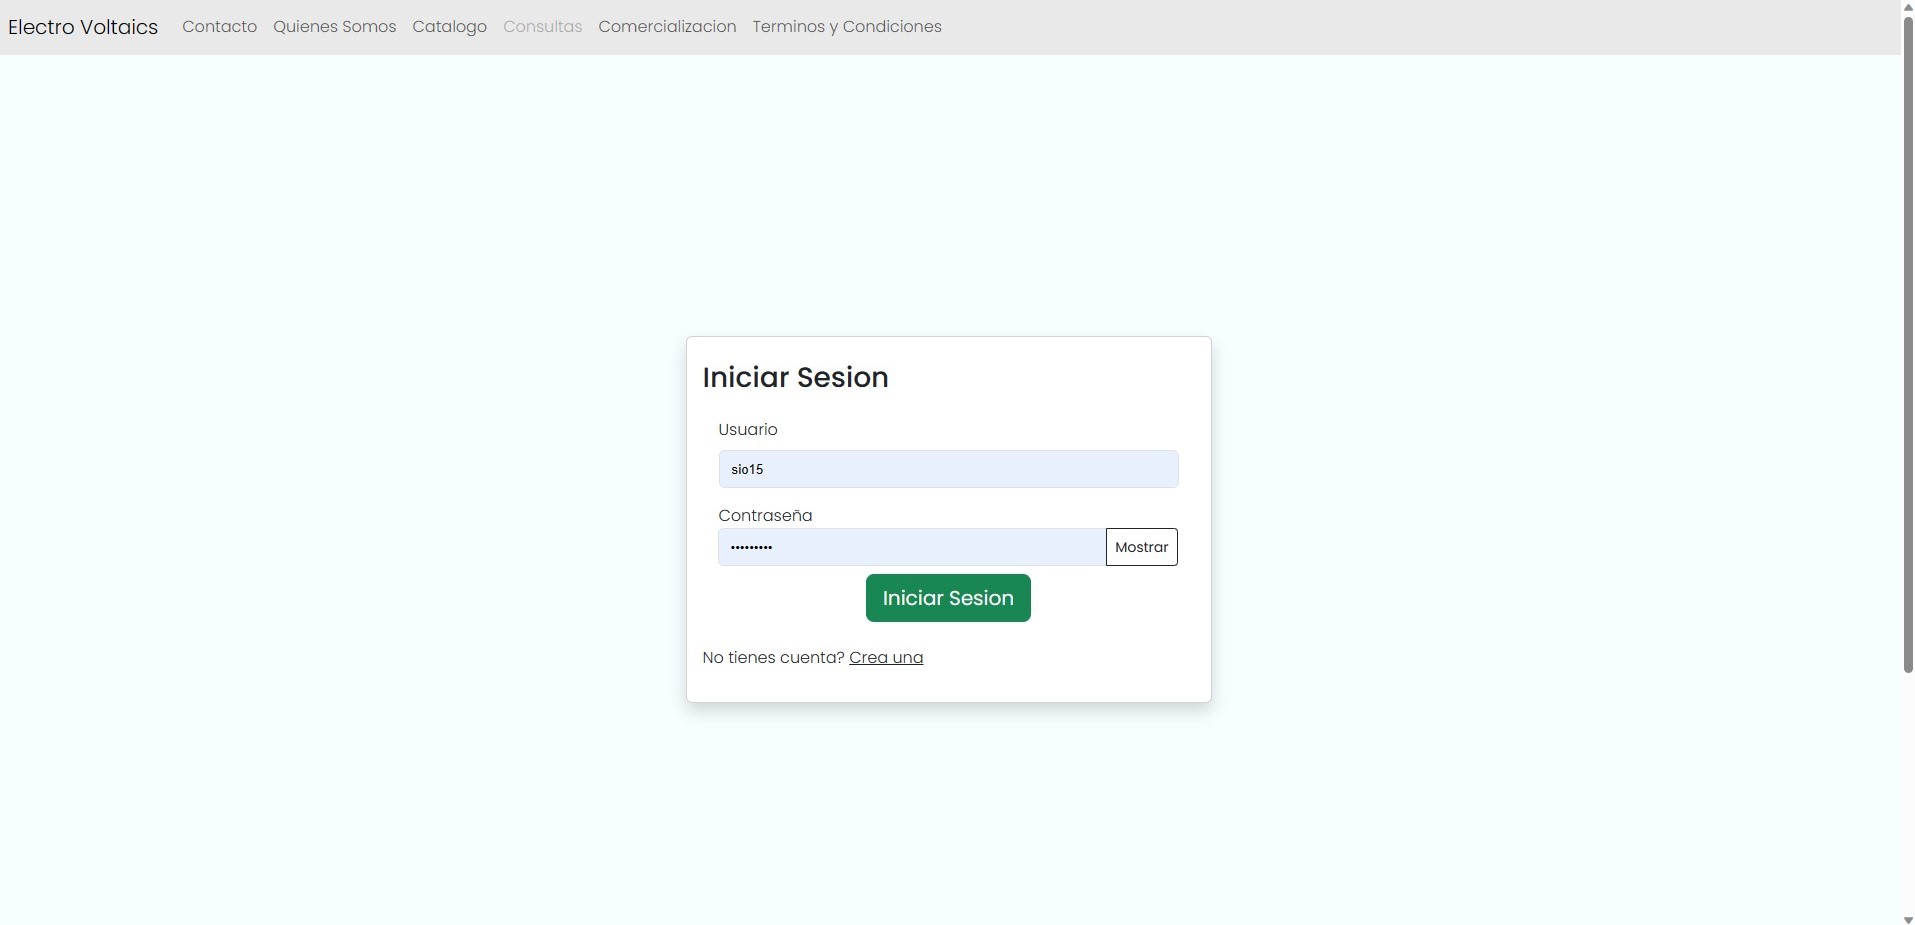 Electro Voltaics Contacto Quienes Somos Catalogo Consultas Comercializacion Terminos y Condiciones
Iniciar Sesion
Usuario
sio15
Contraseña
••••••••• Mostrar
Iniciar Sesion
No tienes cuenta? Crea una